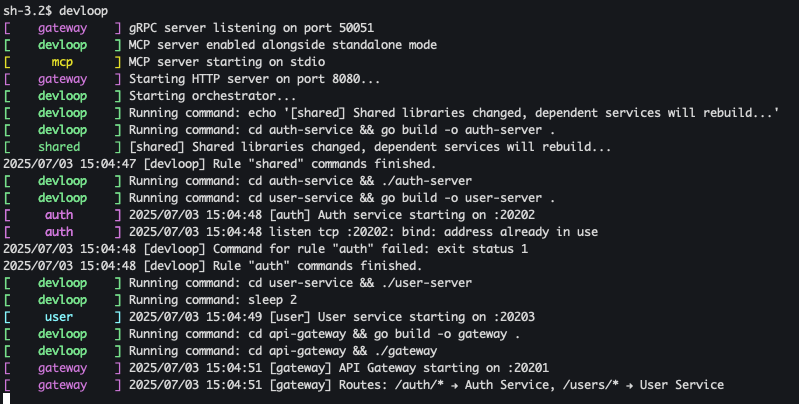 sh-3.2$ devloop
[    gateway    ] gRPC server listening on port 50051
[    devloop    ] MCP server enabled alongside standalone mode
[      mcp      ] MCP server starting on stdio
[    gateway    ] Starting HTTP server on port 8080...
[    devloop    ] Starting orchestrator...
[    devloop    ] Running command: echo '[shared] Shared libraries changed, dependent services will rebuild...'
[    devloop    ] Running command: cd auth-service && go build -o auth-server .
[    shared     ] [shared] Shared libraries changed, dependent services will rebuild...
2025/07/03 15:04:47 [devloop] Rule "shared" commands finished.
[    devloop    ] Running command: cd auth-service && ./auth-server
[    devloop    ] Running command: cd user-service && go build -o user-server .
[     auth      ] 2025/07/03 15:04:48 [auth] Auth service starting on :20202
[     auth      ] 2025/07/03 15:04:48 listen tcp :20202: bind: address already in use
2025/07/03 15:04:48 [devloop] Command for rule "auth" failed: exit status 1
2025/07/03 15:04:48 [devloop] Rule "auth" commands finished.
[    devloop    ] Running command: cd user-service && ./user-server
[    devloop    ] Running command: sleep 2
[     user      ] 2025/07/03 15:04:49 [user] User service starting on :20203
[    devloop    ] Running command: cd api-gateway && go build -o gateway .
[    devloop    ] Running command: cd api-gateway && ./gateway
[    gateway    ] 2025/07/03 15:04:51 [gateway] API Gateway starting on :20201
[    gateway    ] 2025/07/03 15:04:51 [gateway] Routes: /auth/* → Auth Service, /users/* → User Service